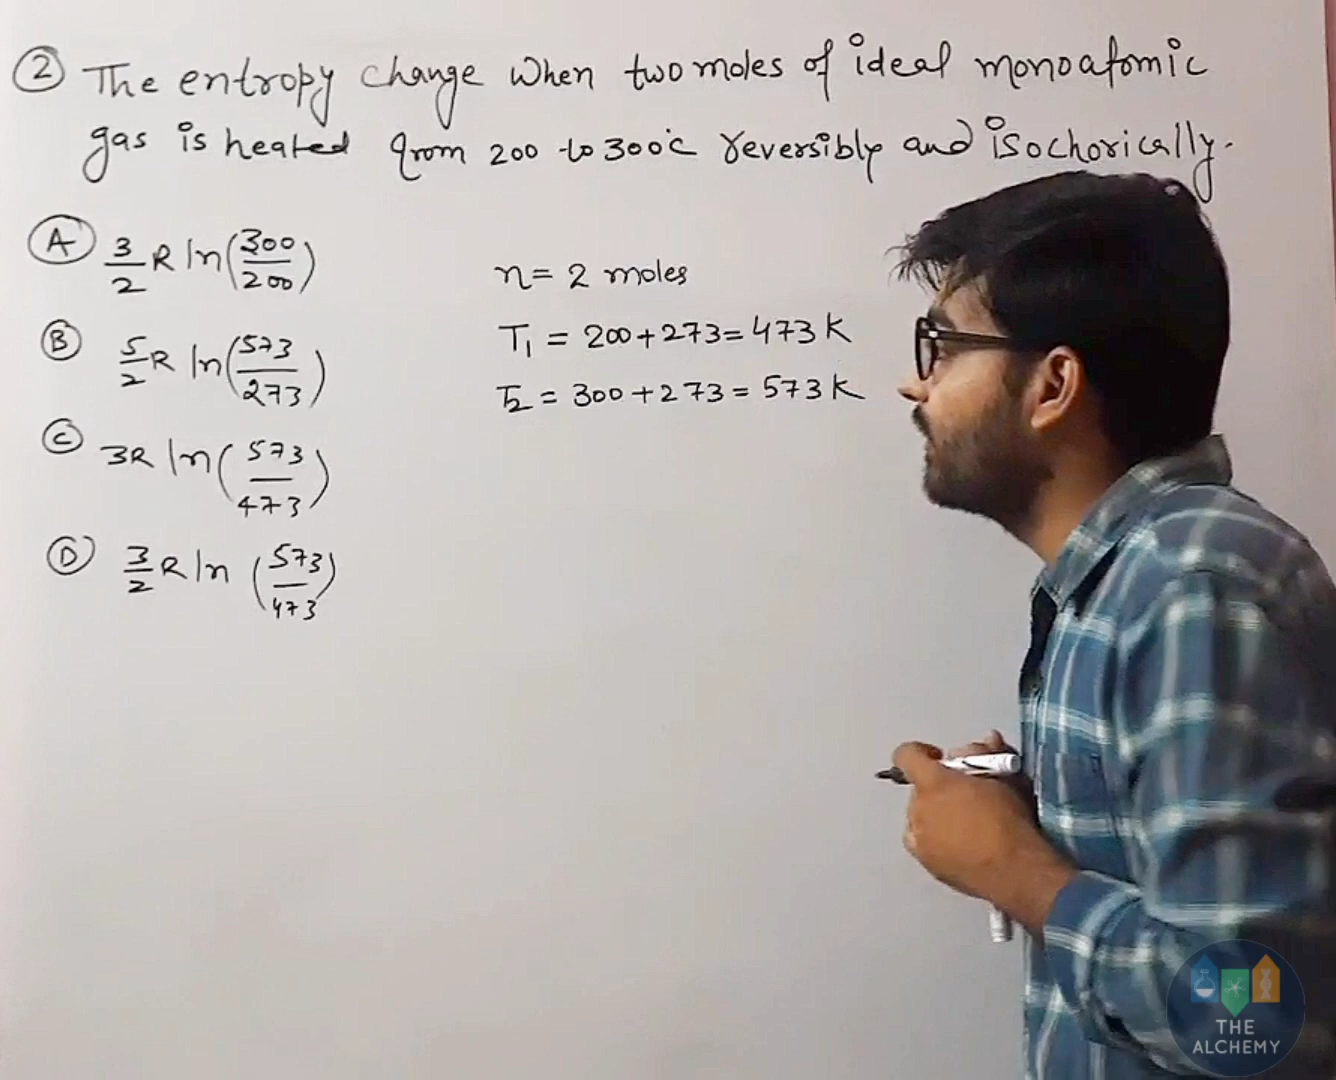 ② The entropy change when two moles of ideal monoatomic
gas is heated from 200 to 300°C reversibly and isochorically.
Ⓐ 3/2 R ln(300/200)
Ⓑ 5/2 R ln(573/273)
Ⓒ 3R ln(573/473)
Ⓓ 3/2 R ln(573/473)
n = 2 moles
T₁ = 200+273 = 473 K
T₂ = 300+273 = 573 K
THE
ALCHEMY